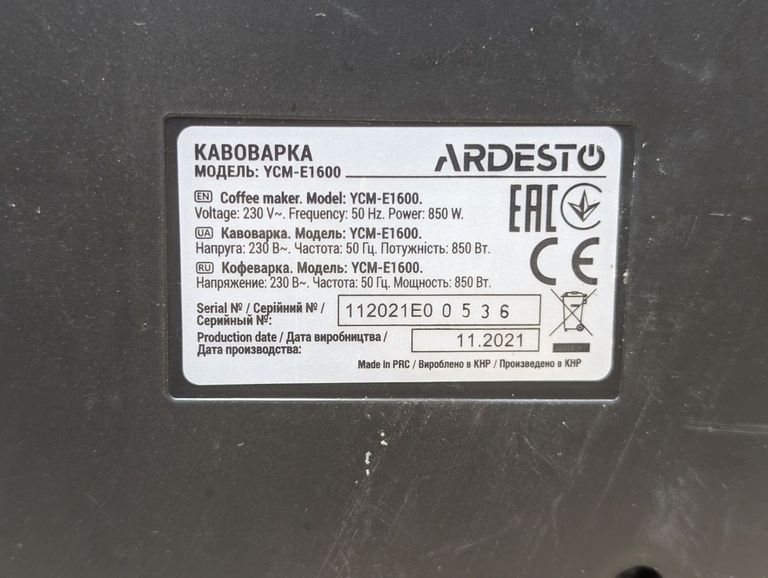 КАВОВАРКА
МОДЕЛЬ: YCM-E1600
ARDESTO
EN Coffee maker. Model: YCM-E1600.
Voltage: 230 V~. Frequency: 50 Hz. Power: 850 W.
UA Кавоварка. Модель: YCM-E1600.
Напруга: 230 В~. Частота: 50 Гц. Потужність: 850 Вт.
RU Кофеварка. Модель: YCM-E1600.
Напряжение: 230 В~. Частота: 50 Гц. Мощность: 850 Вт.
EAC
CE
Serial № / Серійний № /
Серийный №:
112021E0 0 5 3 6
Production date / Дата виробництва /
Дата производства:
11.2021
Made in PRC / Вироблено в КНР / Произведено в КНР